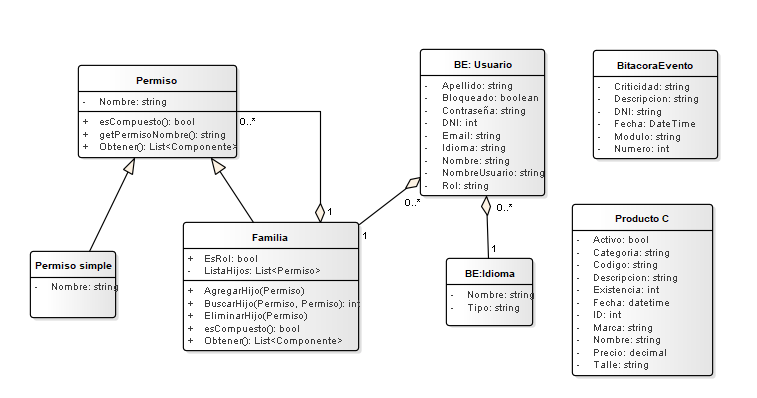 Permiso
- Nombre: string
+ esCompuesto(): bool
+ getPermisoNombre(): string
+ Obtener(): List<Componente>
0..*
1
Permiso simple
- Nombre: string
Familia
+ EsRol: bool
- ListaHijos: List<Permiso>
+ AgregarHijo(Permiso)
+ BuscarHijo(Permiso, Permiso): int
+ EliminarHijo(Permiso)
+ esCompuesto(): bool
+ Obtener(): List<Componente>
1
0..*
BE: Usuario
- Apellido: string
- Bloqueado: boolean
- Contraseña: string
- DNI: int
- Email: string
- Idioma: string
- Nombre: string
- NombreUsuario: string
- Rol: string
0..*
1
BE:Idioma
- Nombre: string
- Tipo: string
BitacoraEvento
- Criticidad: string
- Descripcion: string
- DNI: string
- Fecha: DateTime
- Modulo: string
- Numero: int
Producto C
- Activo: bool
- Categoria: string
- Codigo: string
- Descripcion: string
- Existencia: int
- Fecha: datetime
- ID: int
- Marca: string
- Nombre: string
- Precio: decimal
- Talle: string